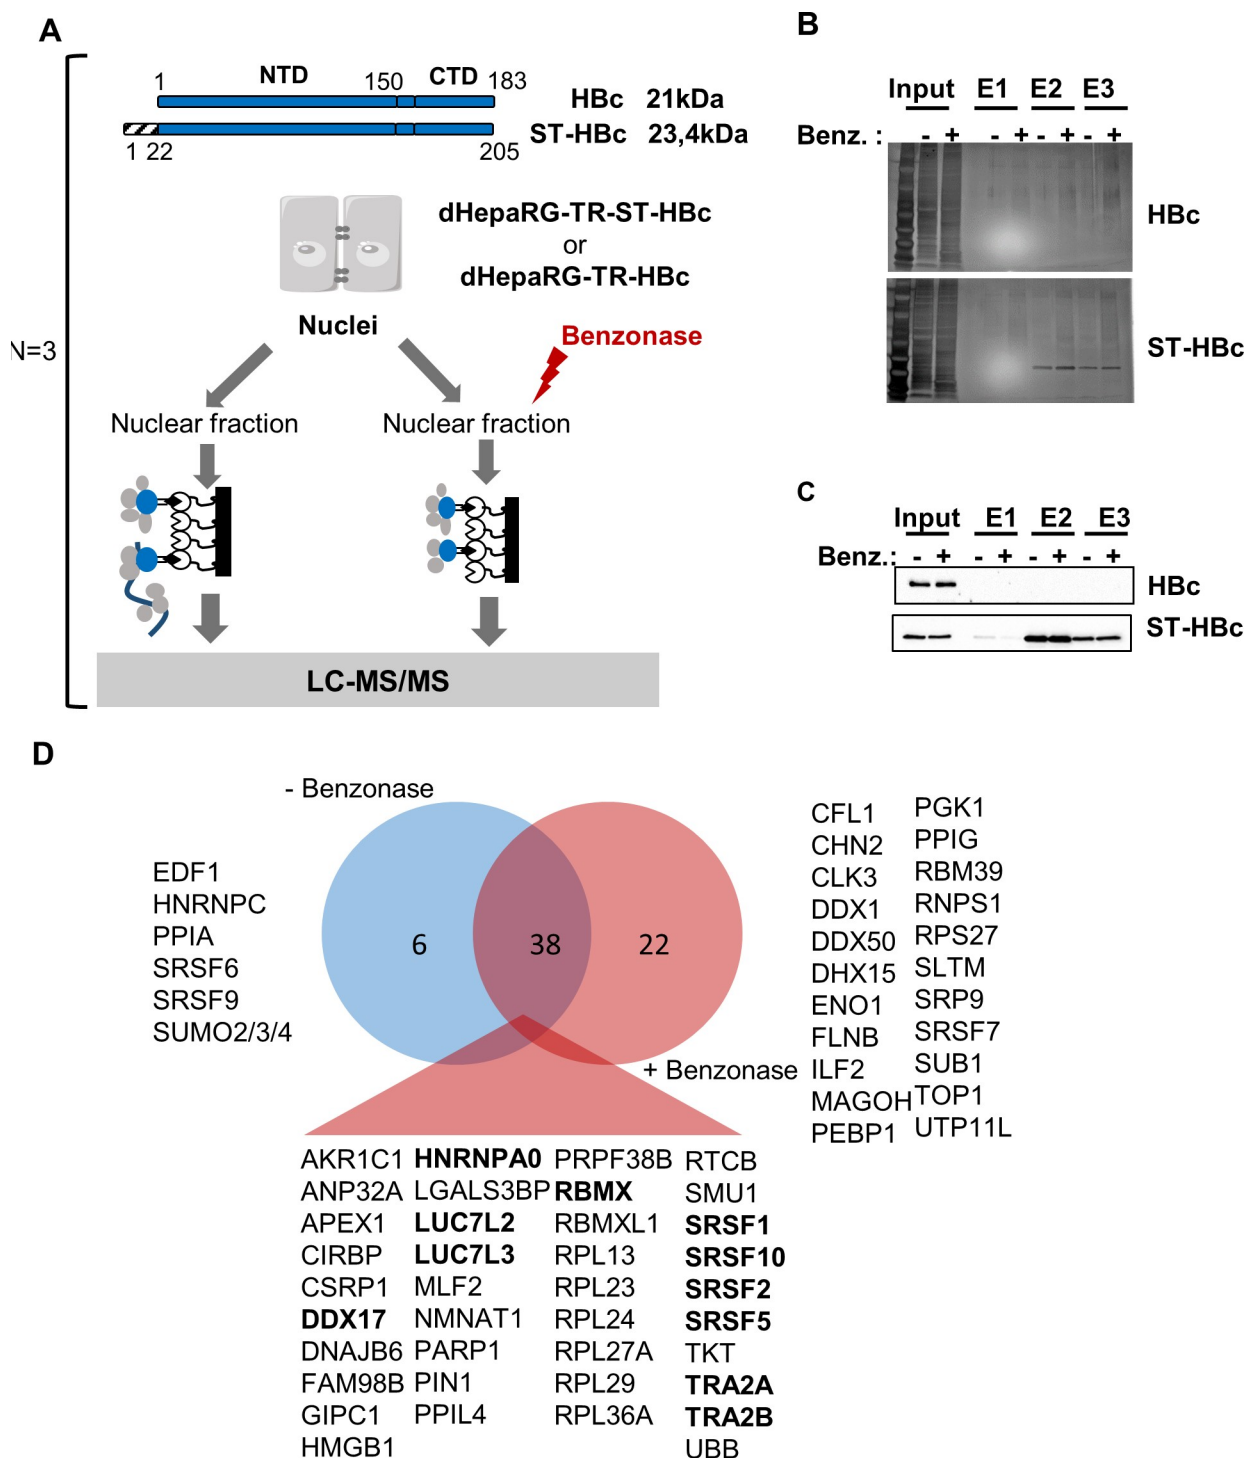 A
1 NTD 150 CTD 183
HBc 21kDa
ST-HBc 23,4kDa
1 22 205
dHepaRG-TR-ST-HBc
or
dHepaRG-TR-HBc
Nuclei
Benzonase
N=3
Nuclear fraction Nuclear fraction
LC-MS/MS
B
Input E1 E2 E3
Benz. : - + - + - + - +
HBc
ST-HBc
C
Input E1 E2 E3
Benz.: - + - + - + - +
HBc
ST-HBc
D
- Benzonase
EDF1
HNRNPC
PPIA
SRSF6
SRSF9
SUMO2/3/4
6 38 22
+ Benzonase
CFL1 PGK1
CHN2 PPIG
CLK3 RBM39
DDX1 RNPS1
DDX50 RPS27
DHX15 SLTM
ENO1 SRP9
FLNB SRSF7
ILF2 SUB1
MAGOH TOP1
PEBP1 UTP11L
AKR1C1 HNRNPA0 PRPF38B RTCB
ANP32A LGALS3BP RBMX SMU1
APEX1 LUC7L2 RBMXL1 SRSF1
CIRBP LUC7L3 RPL13 SRSF10
CSRP1 MLF2 RPL23 SRSF2
DDX17 NMNAT1 RPL24 SRSF5
DNAJB6 PARP1 RPL27A TKT
FAM98B PIN1 RPL29 TRA2A
GIPC1 PPIL4 RPL36A TRA2B
HMGB1 UBB